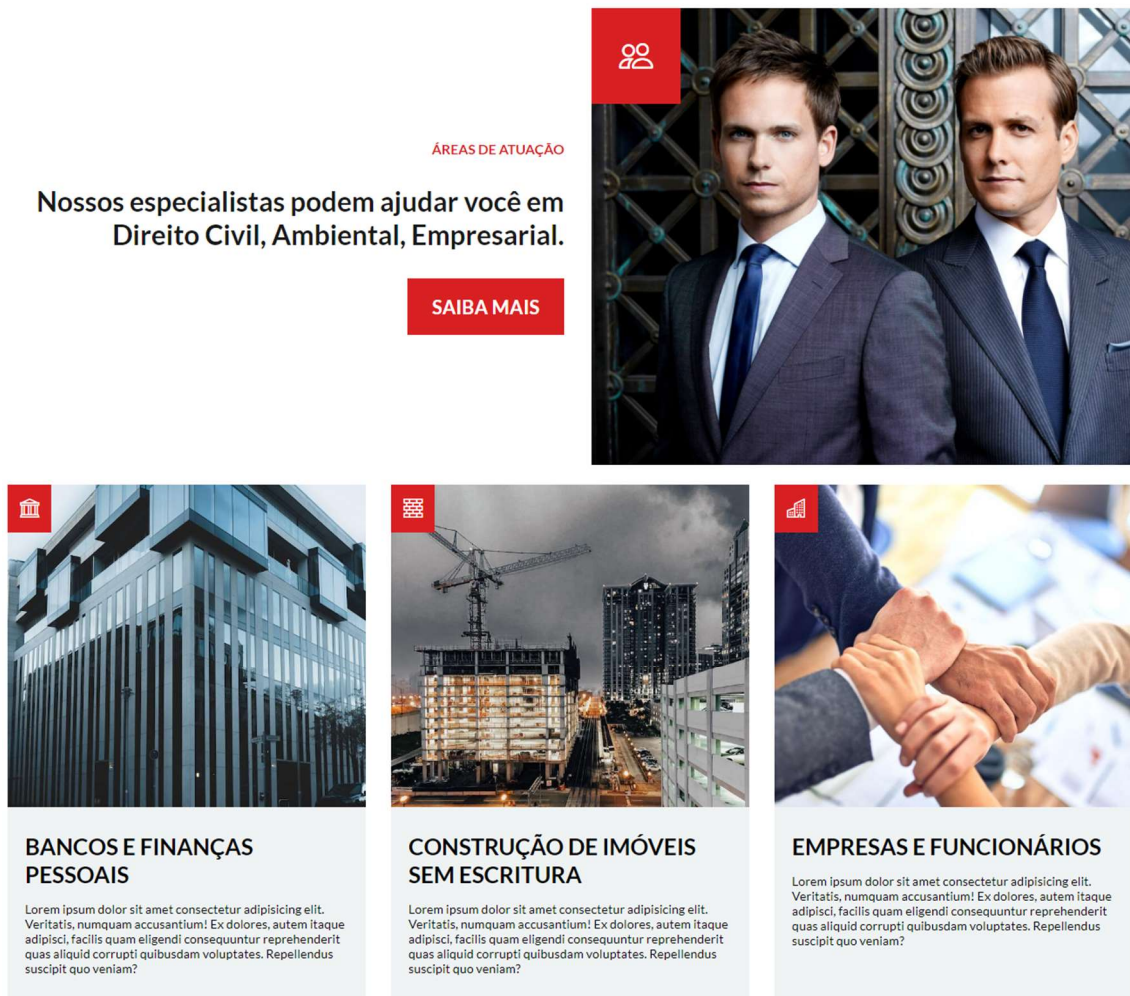 ÁREAS DE ATUAÇÃO
Nossos especialistas podem ajudar você em
Direito Civil, Ambiental, Empresarial.
SAIBA MAIS
BANCOS E FINANÇAS
PESSOAIS
Lorem ipsum dolor sit amet consectetur adipisicing elit.
Veritatis, numquam accusantium! Ex dolores, autem itaque
adipisci, facilis quam eligendi consequuntur reprehenderit
quas aliquid corrupti quibusdam voluptates. Repellendus
suscipit quo veniam?
CONSTRUÇÃO DE IMÓVEIS
SEM ESCRITURA
Lorem ipsum dolor sit amet consectetur adipisicing elit.
Veritatis, numquam accusantium! Ex dolores, autem itaque
adipisci, facilis quam eligendi consequuntur reprehenderit
quas aliquid corrupti quibusdam voluptates. Repellendus
suscipit quo veniam?
EMPRESAS E FUNCIONÁRIOS
Lorem ipsum dolor sit amet consectetur adipisicing elit.
Veritatis, numquam accusantium! Ex dolores, autem itaque
adipisci, facilis quam eligendi consequuntur reprehenderit
quas aliquid corrupti quibusdam voluptates. Repellendus
suscipit quo veniam?